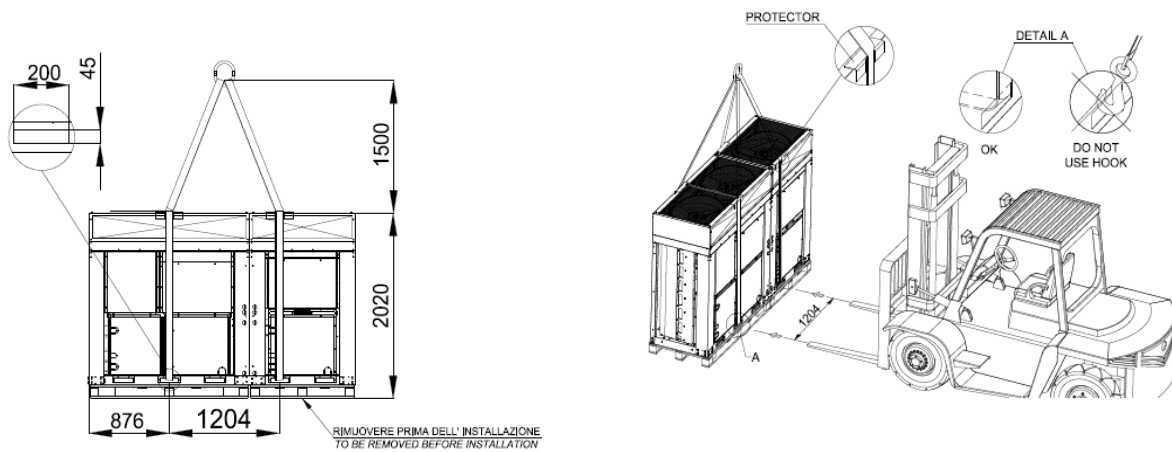 200
45
1500
2020
876
1204
RIMUOVERE PRIMA DELL' INSTALLAZIONE
TO BE REMOVED BEFORE INSTALLATION
PROTECTOR
DETAIL A
OK
DO NOT
USE HOOK
1204
A